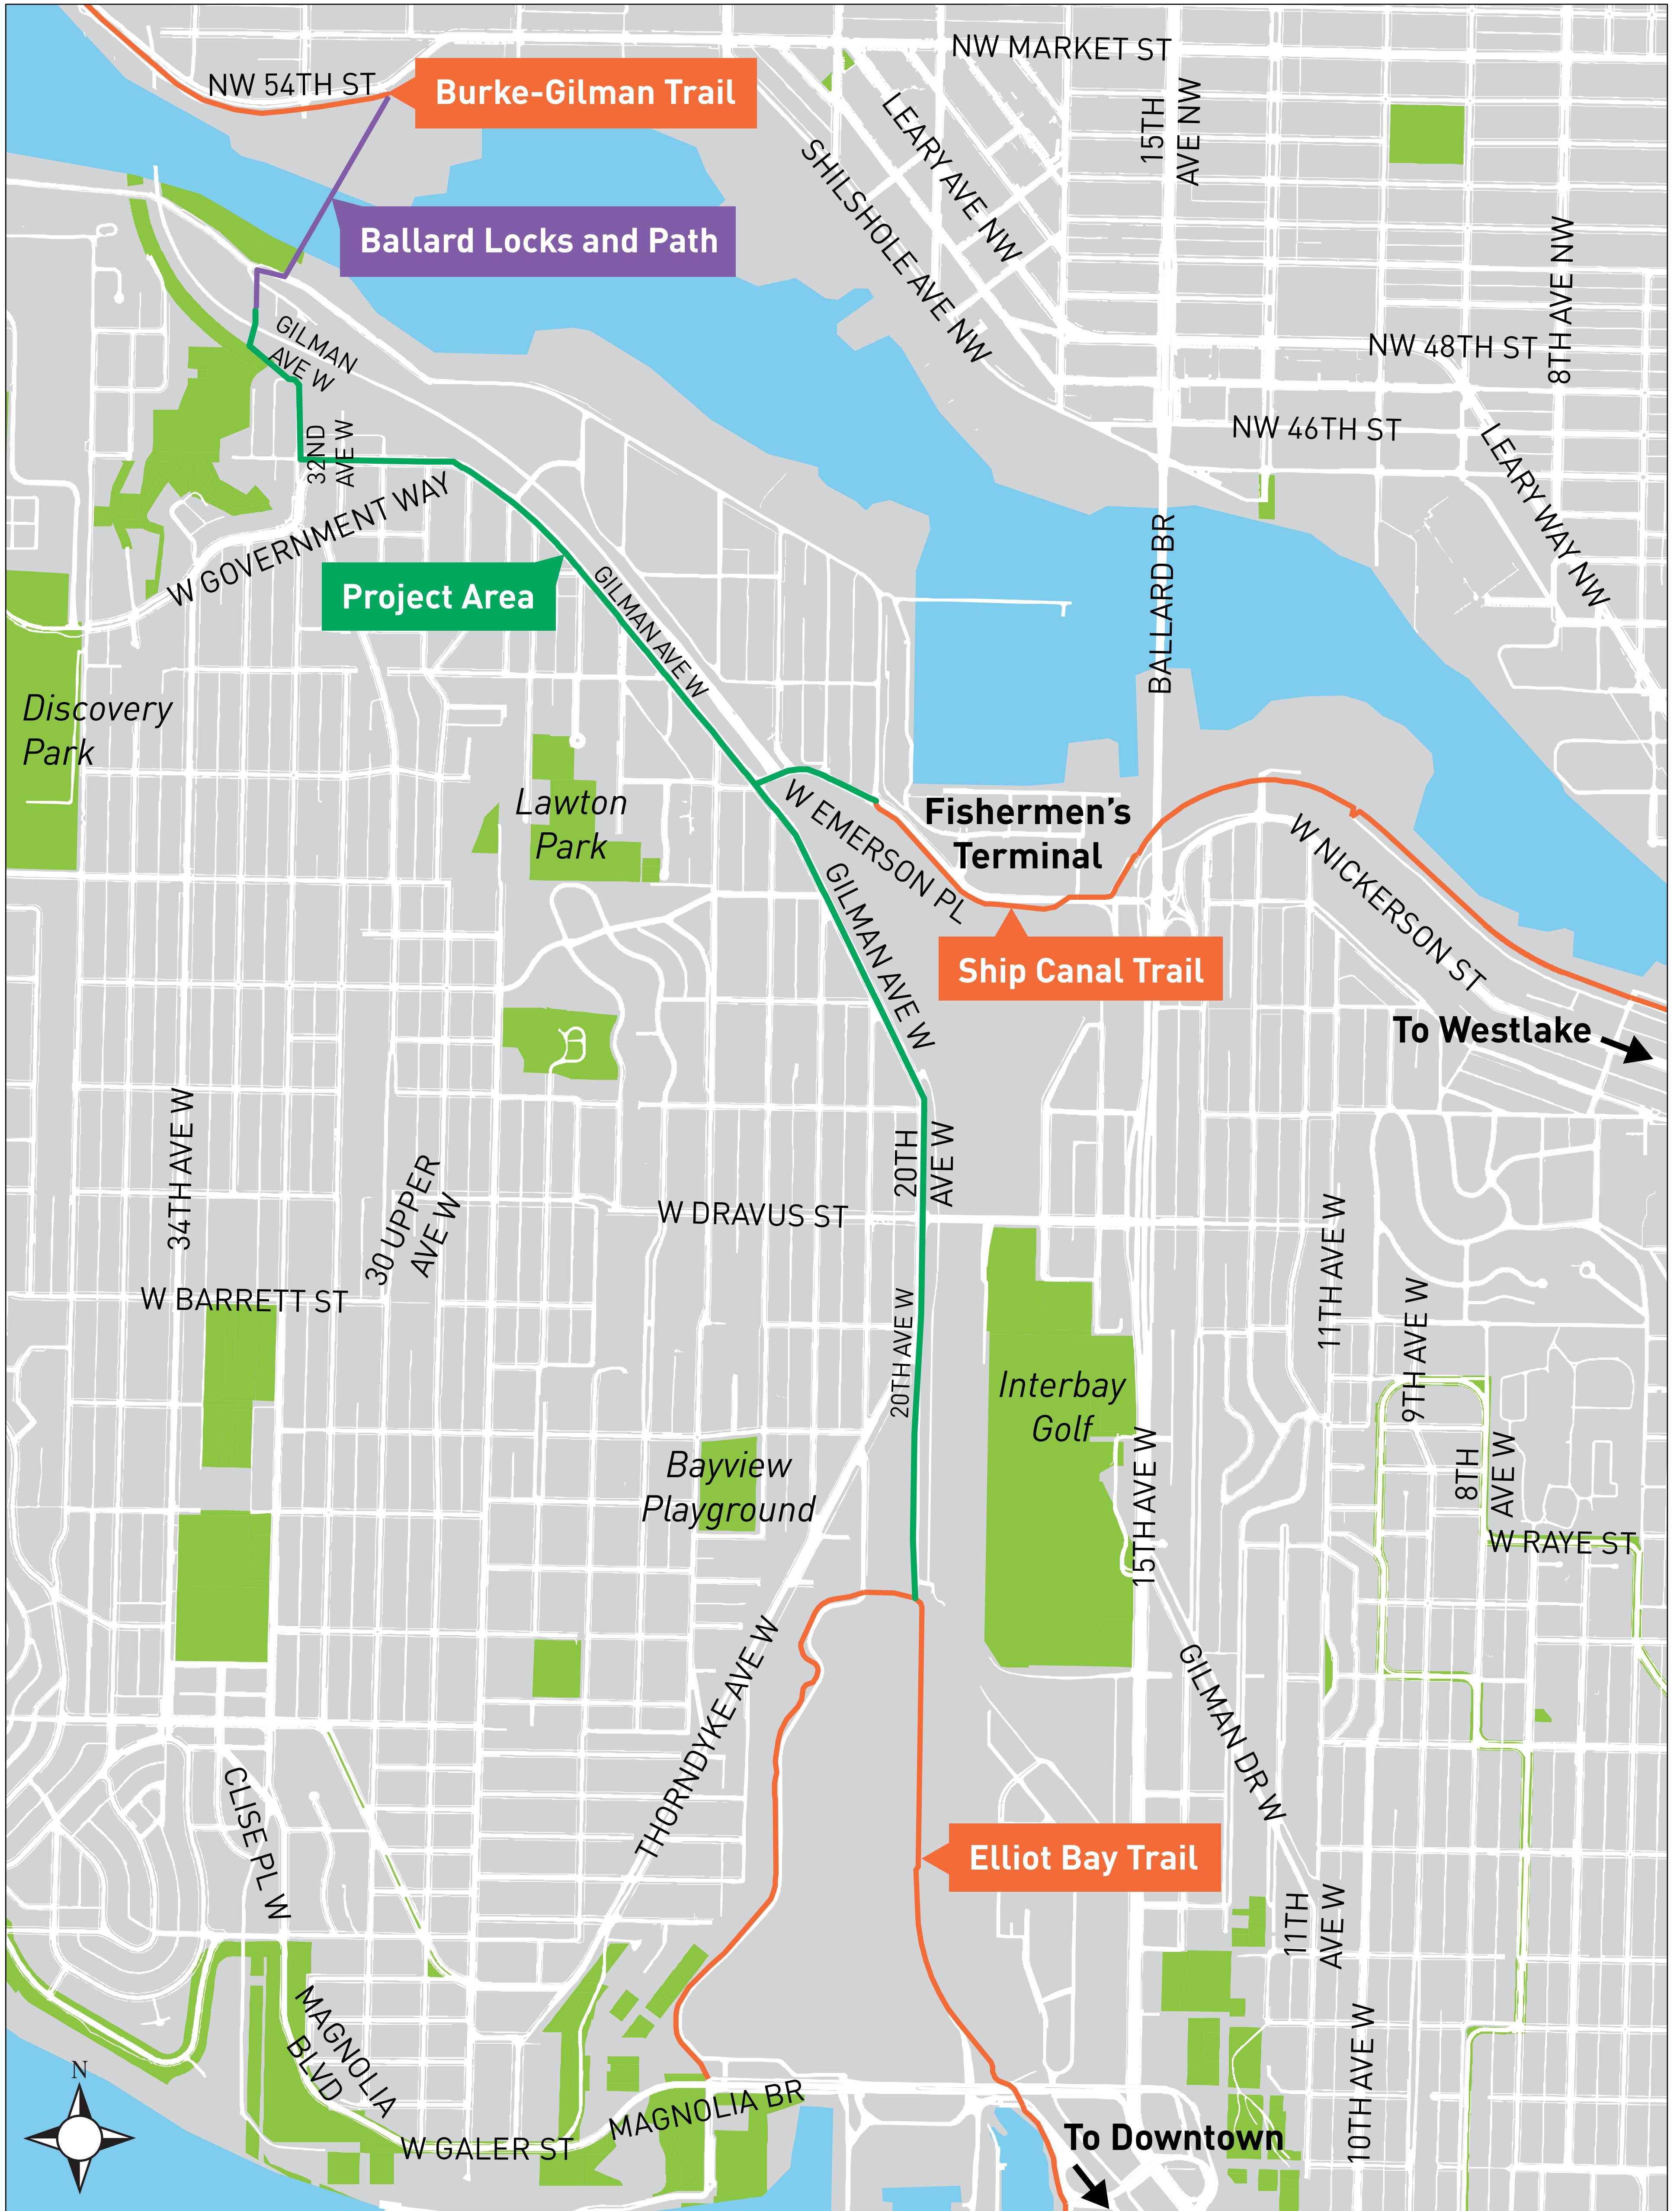 NW MARKET ST
NW 54TH ST
Burke-Gilman Trail
15TH
AVE NW
LEARY AVE NW
SHILSHOLE AVE NW
Ballard Locks and Path
8TH AVE NW
GILMAN
AVE W
NW 48TH ST
NW 46TH ST
32ND
AVE W
LEARY WAY NW
W GOVERNMENT WAY
BALLARD BR
Project Area
GILMAN AVE W
Discovery
Park
Lawton
Park
W EMERSON PL
Fishermen's
Terminal
W NICKERSON ST
GILMAN AVE W
Ship Canal Trail
To Westlake
34TH AVE W
20TH
AVE W
30 UPPER
AVE W
W DRAVUS ST
11TH AVE W
W BARRETT ST
20TH AVE W
9TH AVE W
Interbay
Golf
Bayview
Playground
15TH AVE W
8TH
AVE W
W RAYE ST
THORNDYKE AVE W
GILMAN DR W
CLISE PL W
Elliot Bay Trail
11TH
AVE W
MAGNOLIA
BLVD
10TH AVE W
N
MAGNOLIA BR
W GALER ST
To Downtown